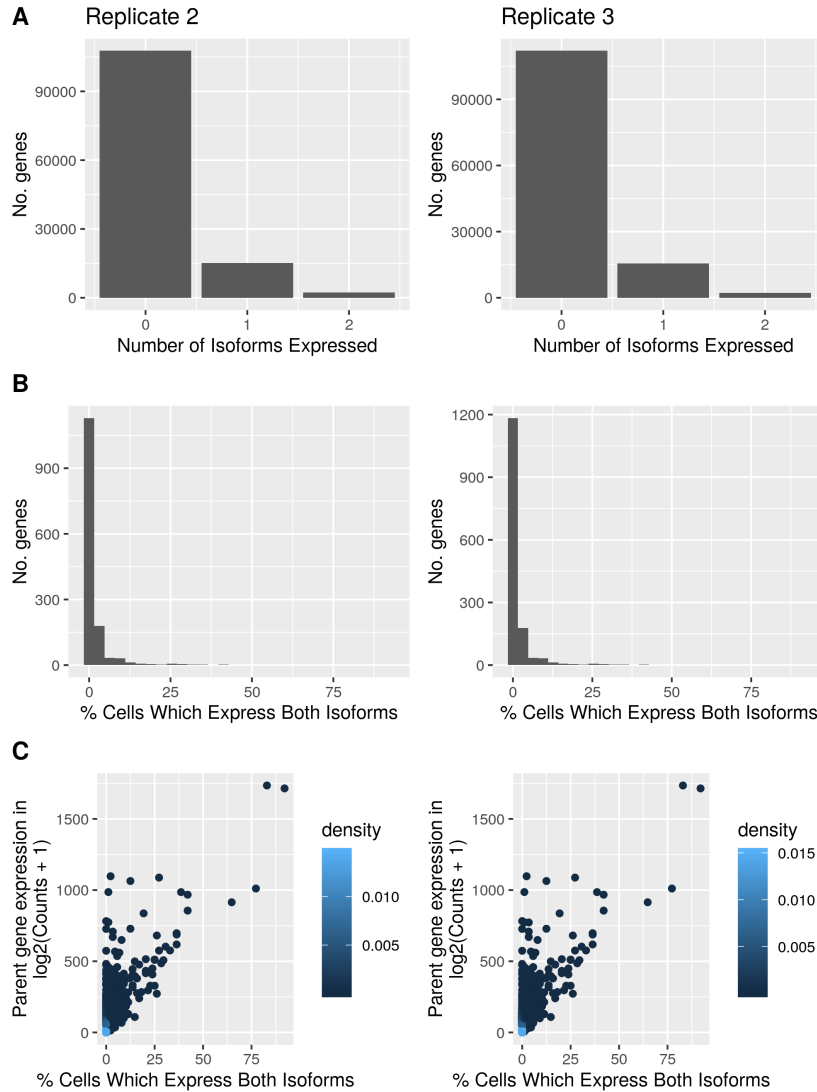 A
Replicate 2
Replicate 3
No. genes
90000
60000
30000
0
0 1 2
Number of Isoforms Expressed
No. genes
90000
60000
30000
0
0 1 2
Number of Isoforms Expressed
B
No. genes
900
600
300
0
0 25 50 75
% Cells Which Express Both Isoforms
No. genes
1200
900
600
300
0
0 25 50 75
% Cells Which Express Both Isoforms
C
Parent gene expression in
log2(Counts + 1)
1500
1000
500
0
0 25 50 75
% Cells Which Express Both Isoforms
density
0.010
0.005
Parent gene expression in
log2(Counts + 1)
1500
1000
500
0
0 25 50 75
% Cells Which Express Both Isoforms
density
0.015
0.010
0.005